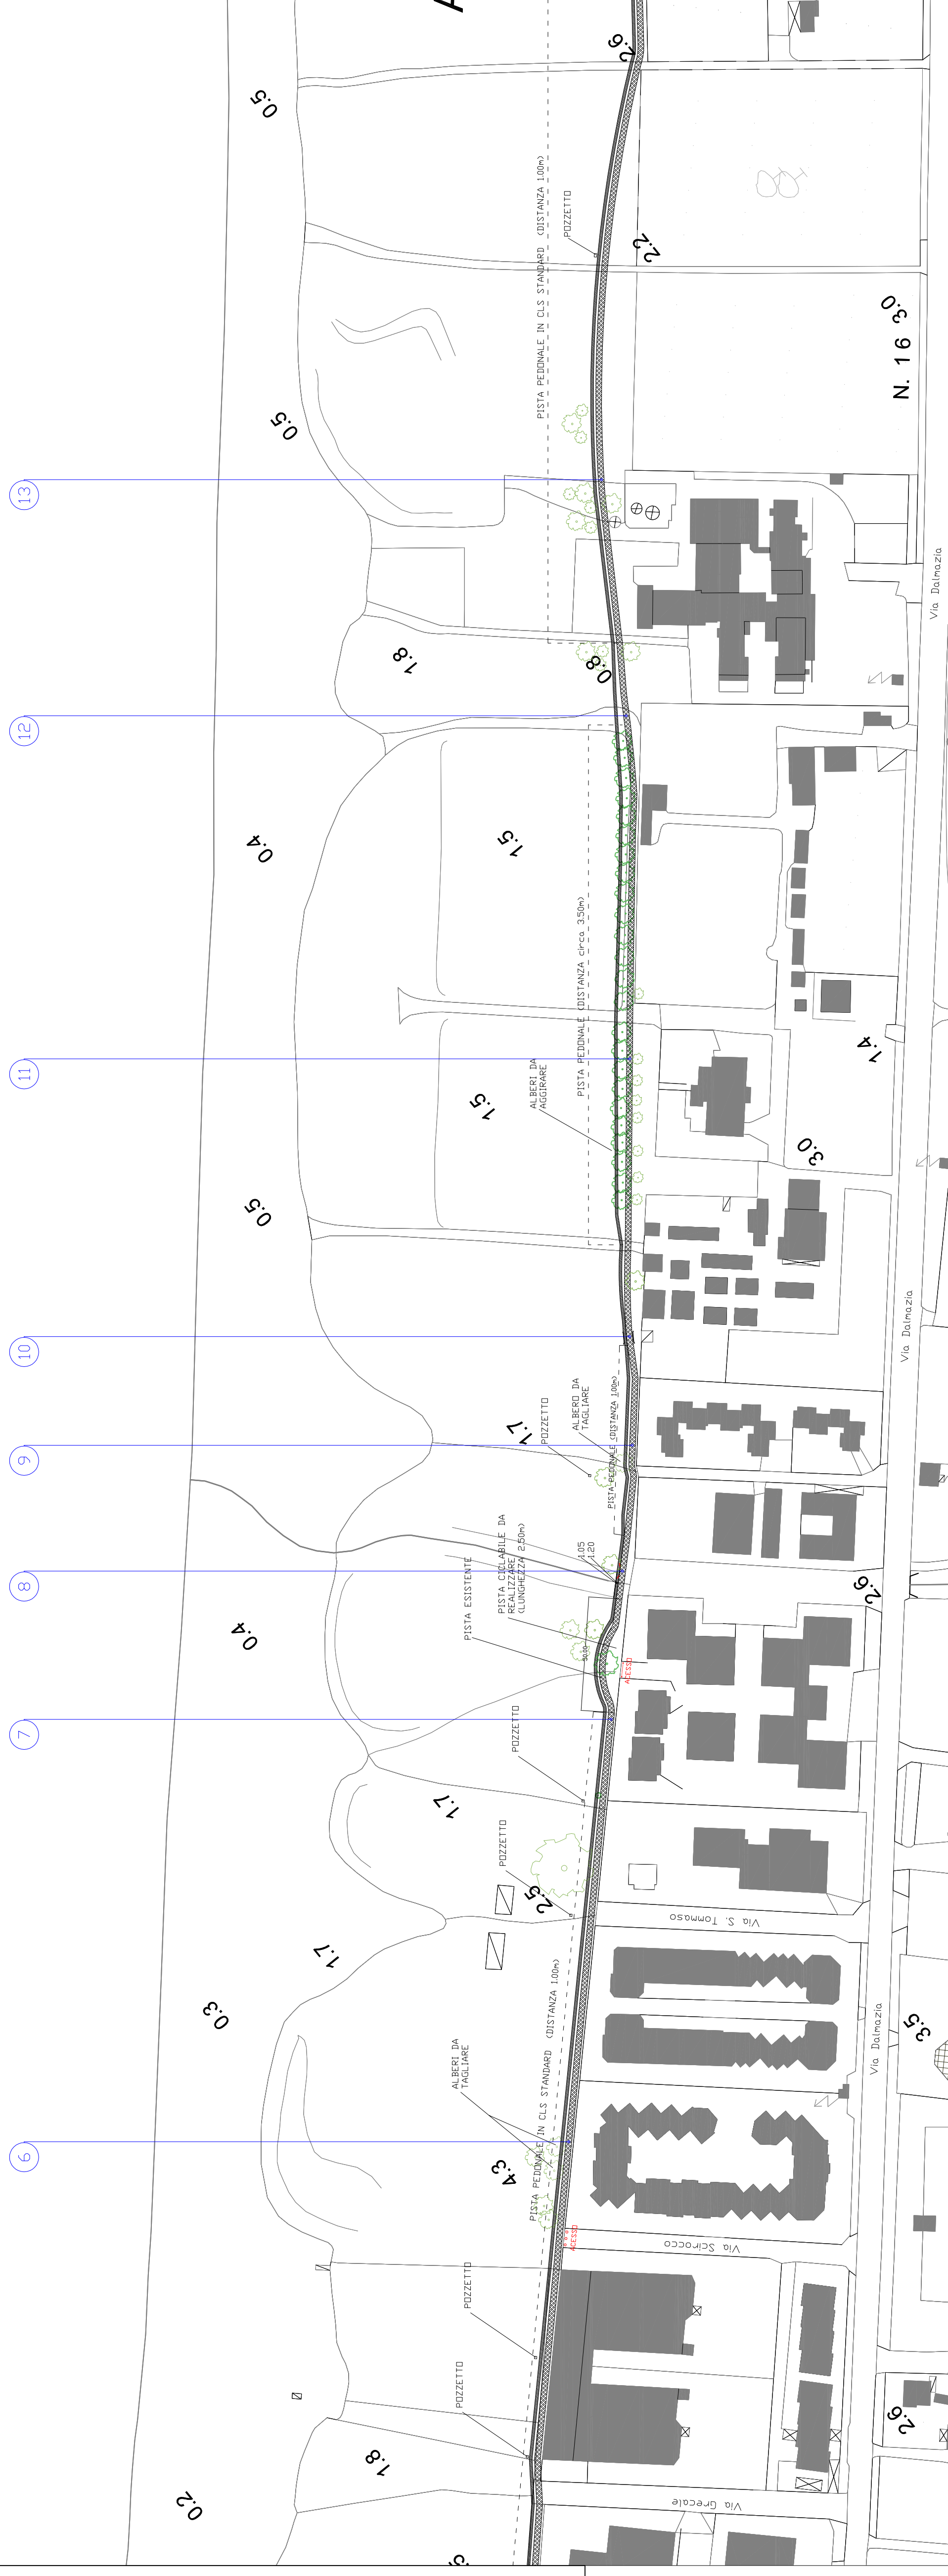 2.6
0.5
PISTA PEDONALE IN CLS STANDARD (DISTANZA 1.00m)
POZZETTO
2.2
3.0
N. 16
0.5
13
Via Dalmazia
1.8
0.8
12
0.4
1.5
PISTA PEDONALE (DISTANZA circa 3.50m)
1.4
11
ALBERI DA
AGGIRARE
1.5
3.0
0.5
Via Dalmazia
10
PISTA PEDONALE (DISTANZA 1.00m)
ALBERO DA
TAGLIARE
POZZETTO
1.7
9
PISTA CICLABILE DA
REALIZZARE
(LUNGHEZZA 2.50m)
PISTA ESISTENTE
1.05
1.20
8
2.6
0.4
ACESSO
7
POZZETTO
1.7
POZZETTO
2.5
Via S. Tommaso
1.7
0.3
PISTA PEDONALE IN CLS STANDARD (DISTANZA 1.00m)
Via Dalmazia
3.5
ALBERI DA
TAGLIARE
6
4.3
ACESSO
Via Scirocco
POZZETTO
POZZETTO
2.6
1.8
0.2
Via Grecale